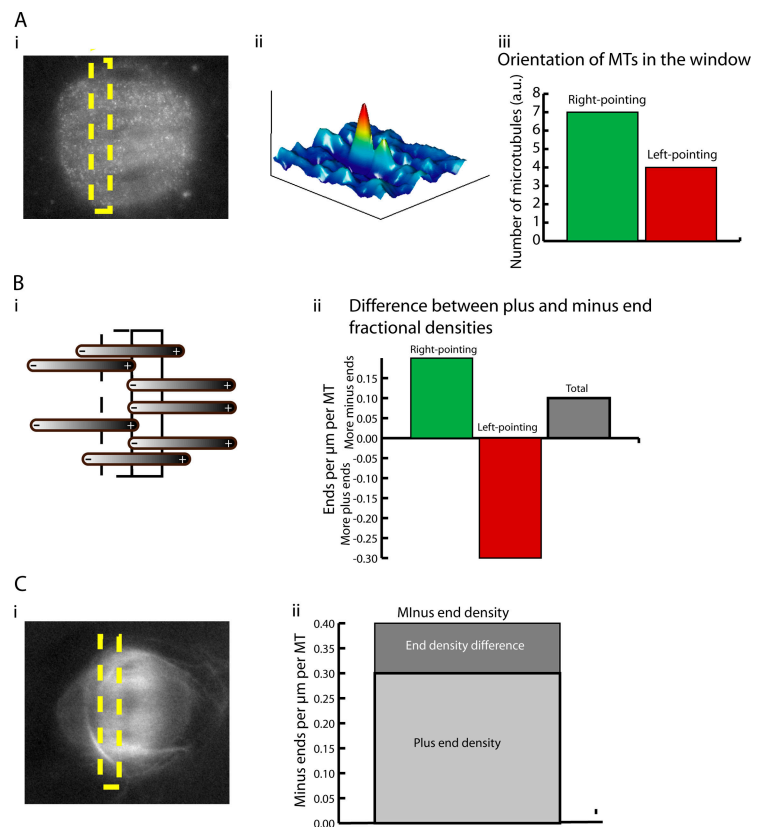 A
i
ii
iii
Orientation of MTs in the window
Number of microtubules (a.u.)
8
7
6
5
4
3
2
1
0
Right-pointing
Left-pointing
B
i
- +
- +
- +
- +
- +
- +
- +
ii
Difference between plus and minus end
fractional densities
Ends per µm per MT
More minus ends
More plus ends
0.15
0.10
0.05
0.00
-0.05
-0.10
-0.15
-0.20
-0.25
-0.30
Right-pointing
Left-pointing
Total
C
i
ii
MInus end density
Minus ends per µm per MT
0.40
0.35
0.30
0.25
0.20
0.15
0.10
0.05
0.00
End density difference
Plus end density